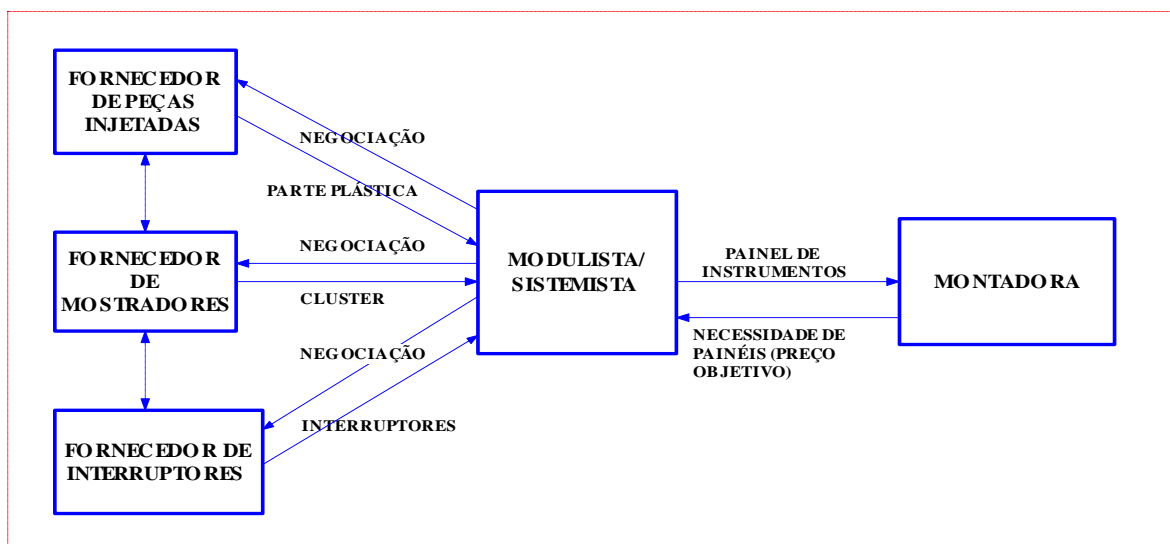 FORNECEDOR
DE PEÇAS
INJETADAS
NEGOCIAÇÃO
PARTE PLÁSTICA
FORNECEDOR
DE
MOSTRADORES
NEGOCIAÇÃO
CLUSTER
NEGOCIAÇÃO
INTERRUPTORES
FORNECEDOR DE
INTERRUPTORES
MODULISTA/
SISTEMISTA
PAINEL DE
INSTRUMENTOS
NECESSIDADE DE
PAINÉIS (PREÇO
OBJETIVO)
MONTADORA